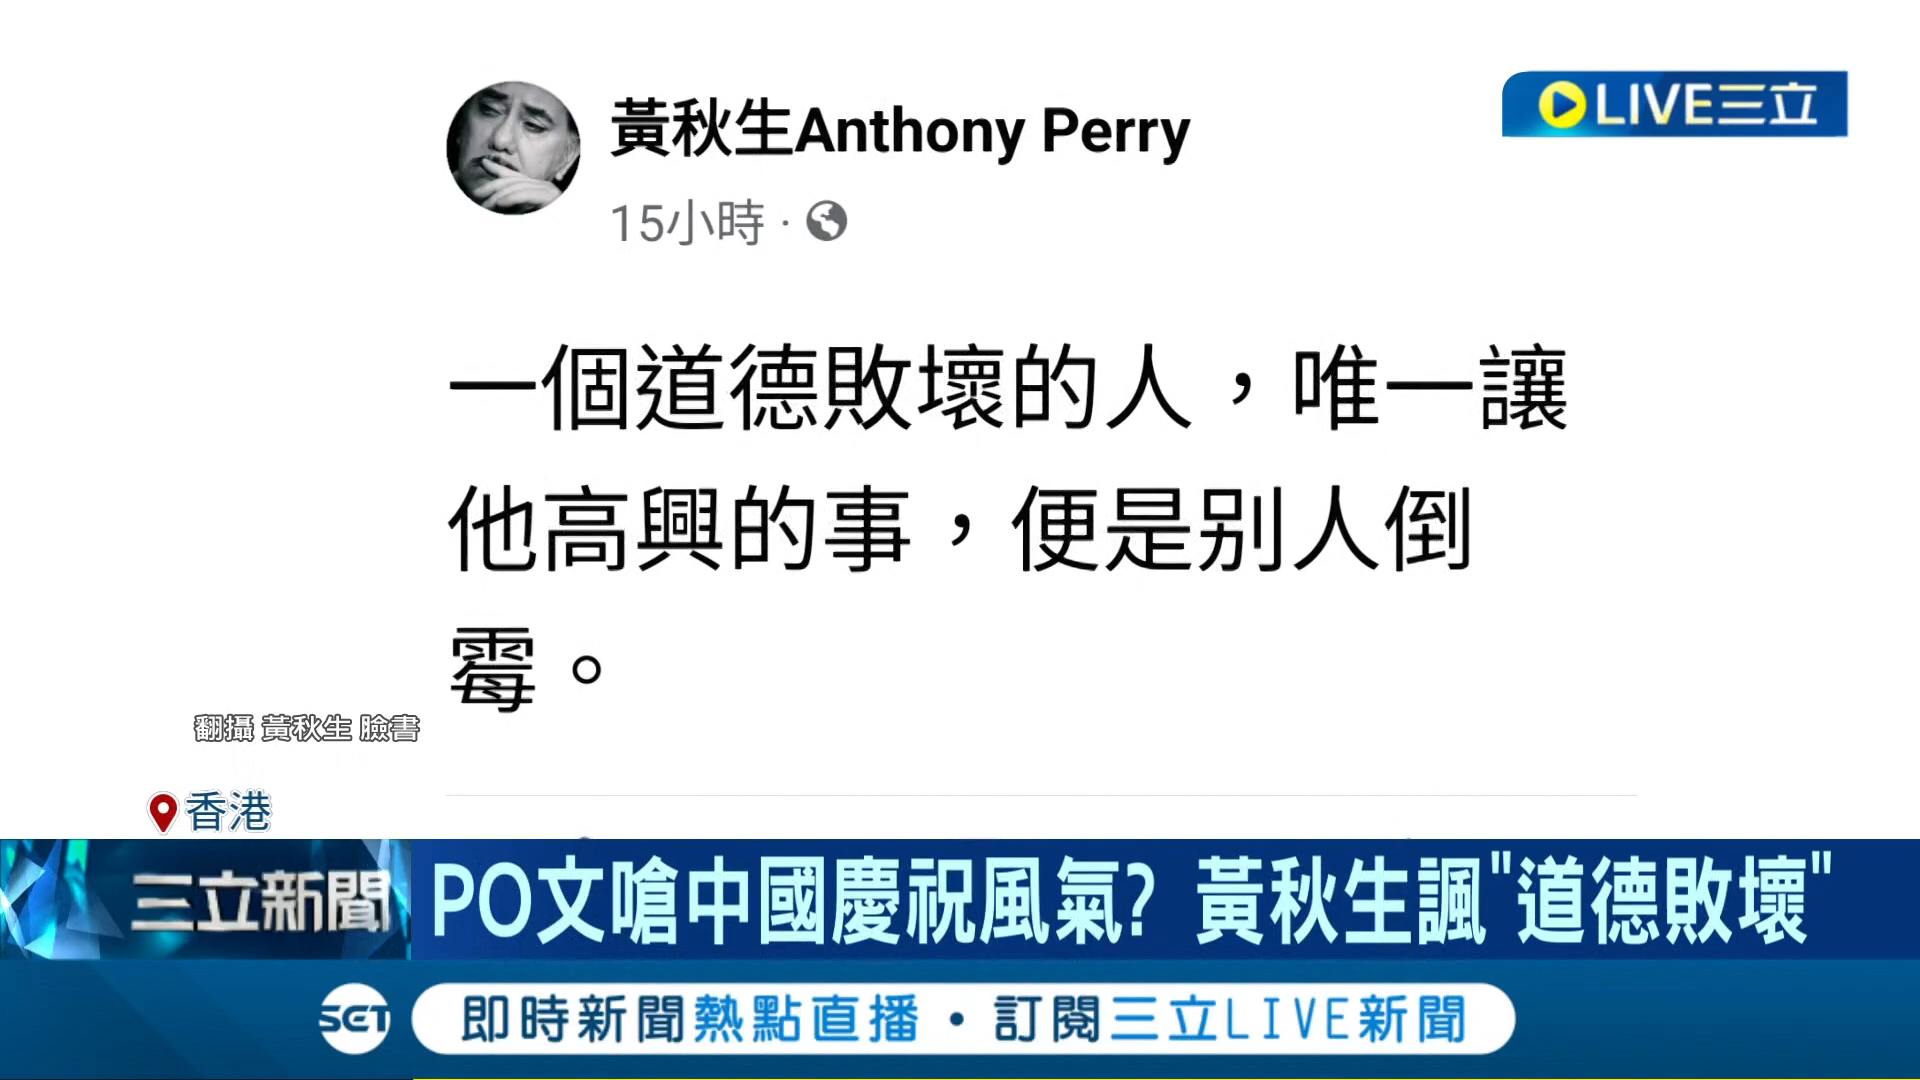 黃秋生Anthony Perry
LIVE三立
15小時 ·
一個道德敗壞的人，唯一讓
他高興的事，便是別人倒
霉。
翻攝 黃秋生 臉書
香港
三立新聞
PO文嗆中國慶祝風氣? 黃秋生諷"道德敗壞"
SET
即時新聞熱點直播・訂閱三立LIVE新聞